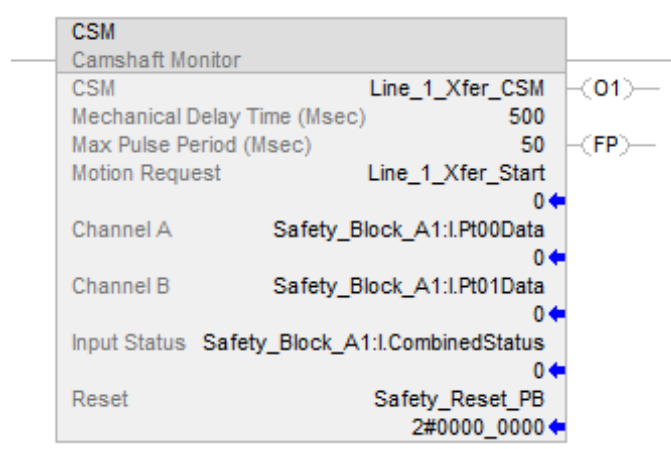 CSM
Camshaft Monitor
CSM Line_1_Xfer_CSM (O1)
Mechanical Delay Time (Msec) 500
Max Pulse Period (Msec) 50 (FP)
Motion Request Line_1_Xfer_Start
0
Channel A Safety_Block_A1:I.Pt00Data
0
Channel B Safety_Block_A1:I.Pt01Data
0
Input Status Safety_Block_A1:I.CombinedStatus
0
Reset Safety_Reset_PB
2#0000_0000